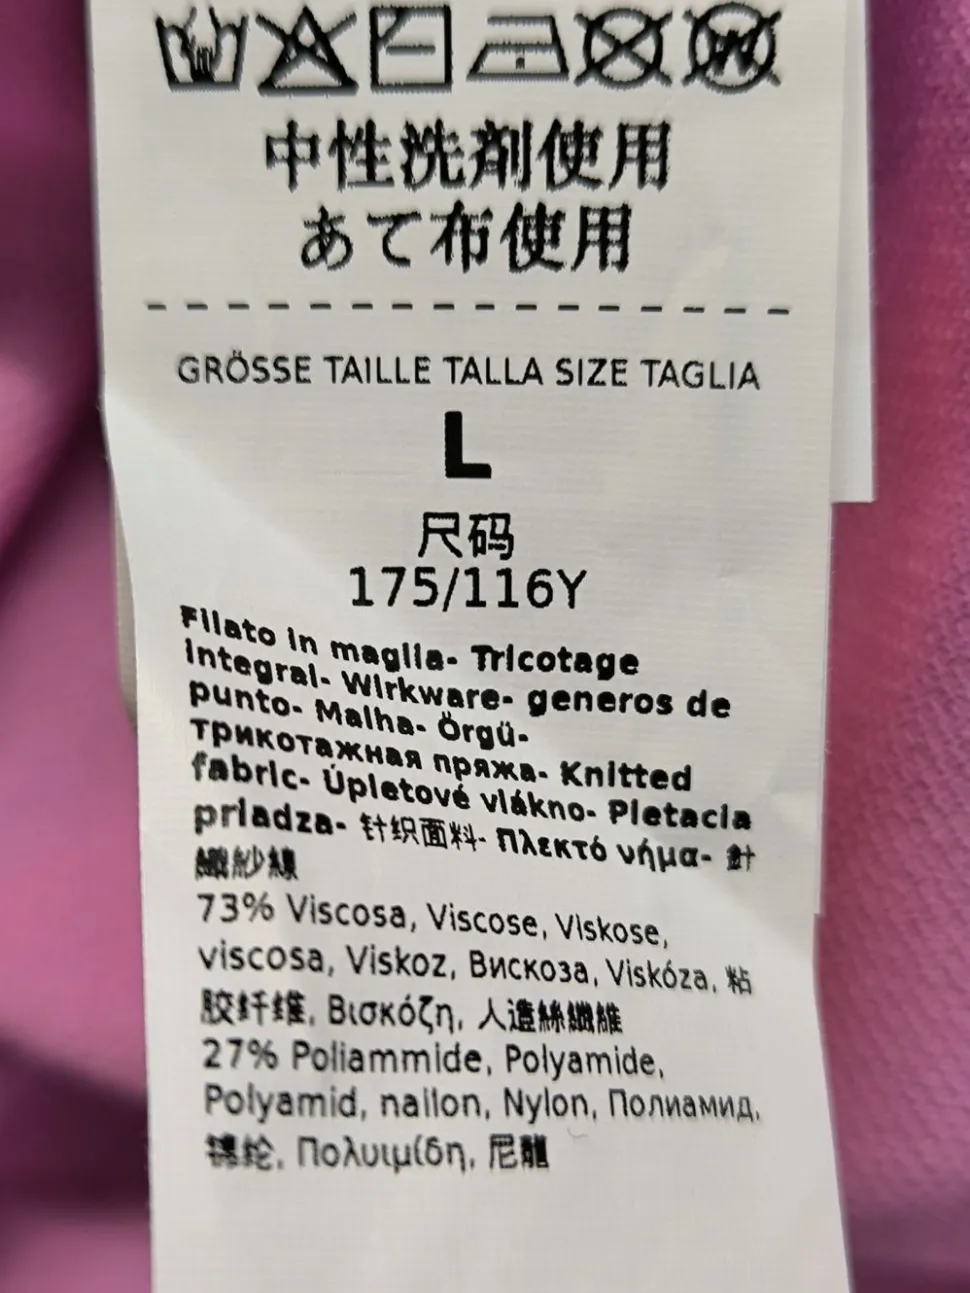 中性洗剤使用
あて布使用
GRÖSSE TAILLE TALLA SIZE TAGLIA
L
尺码
175/116Y
Filato in maglia- Tricotage
integral- Wirkware- generos de
punto- Malha- Örgü-
трикотажная пряжа- Knitted
fabric- Úpletové vlákno- Pletacia
priadza- 针织面料- Πλεκτό νήμα- 針
織紗線
73% Viscosa, Viscose, Viskose,
viscosa, Viskoz, Вискоза, Viskóza, 粘
胶纤维, Βισκόζη, 人造絲纖維
27% Poliammide, Polyamide,
Polyamid, nailon, Nylon, Полиамид,
锦纶, Πολυιμίδη, 尼龍